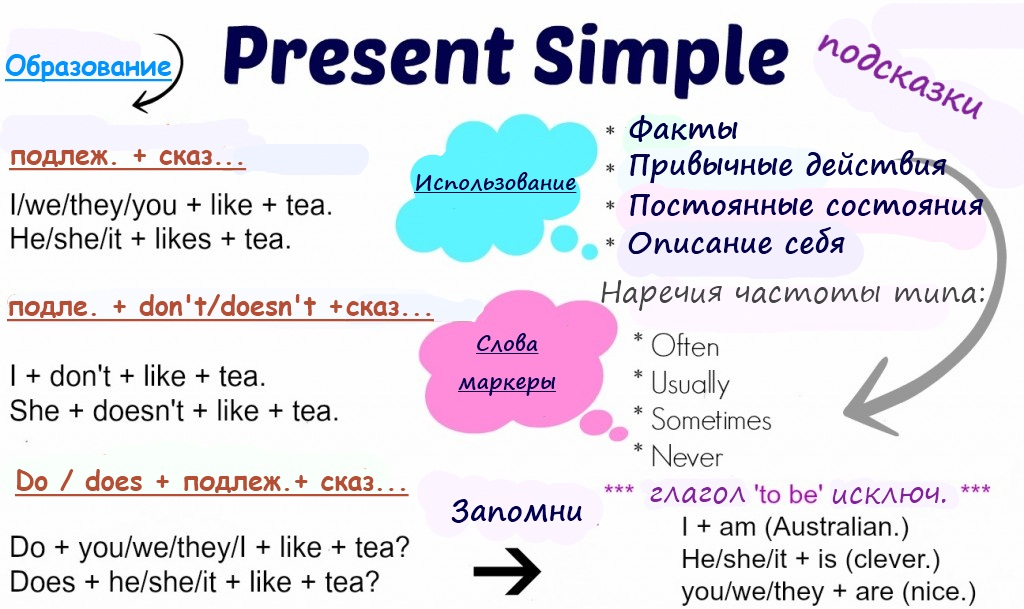 Present Simple
подсказки
Образование
подлеж. + сказ...
I/we/they/you + like + tea.
He/she/it + likes + tea.
подле. + don't/doesn't +сказ...
I + don't + like + tea.
She + doesn't + like + tea.
Do / does + подлеж.+ сказ...
Do + you/we/they/I + like + tea?
Does + he/she/it + like + tea?
Использование
* Факты
* Привычные действия
* Постоянные состояния
* Описание себя
Слова
маркеры
Наречия частоты типа:
* Often
* Usually
* Sometimes
* Never
Запомни
*** глагол 'to be' исключ. ***
I + am (Australian.)
He/she/it + is (clever.)
you/we/they + are (nice.)